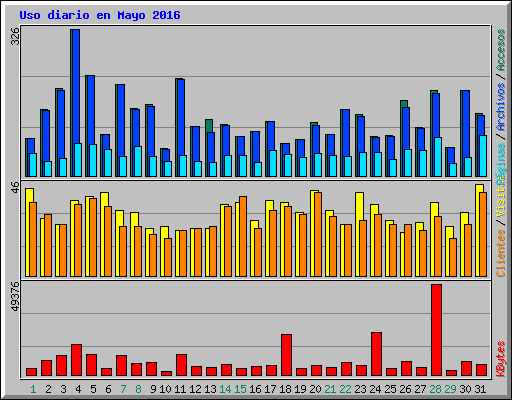 Uso diario en Mayo 2016
326
46
49376
Accesos / Archivos / Páginas
Visitas / Clientes
KBytes
1 2 3 4 5 6 7 8 9 10 11 12 13 14 15 16 17 18 19 20 21 22 23 24 25 26 27 28 29 30 31